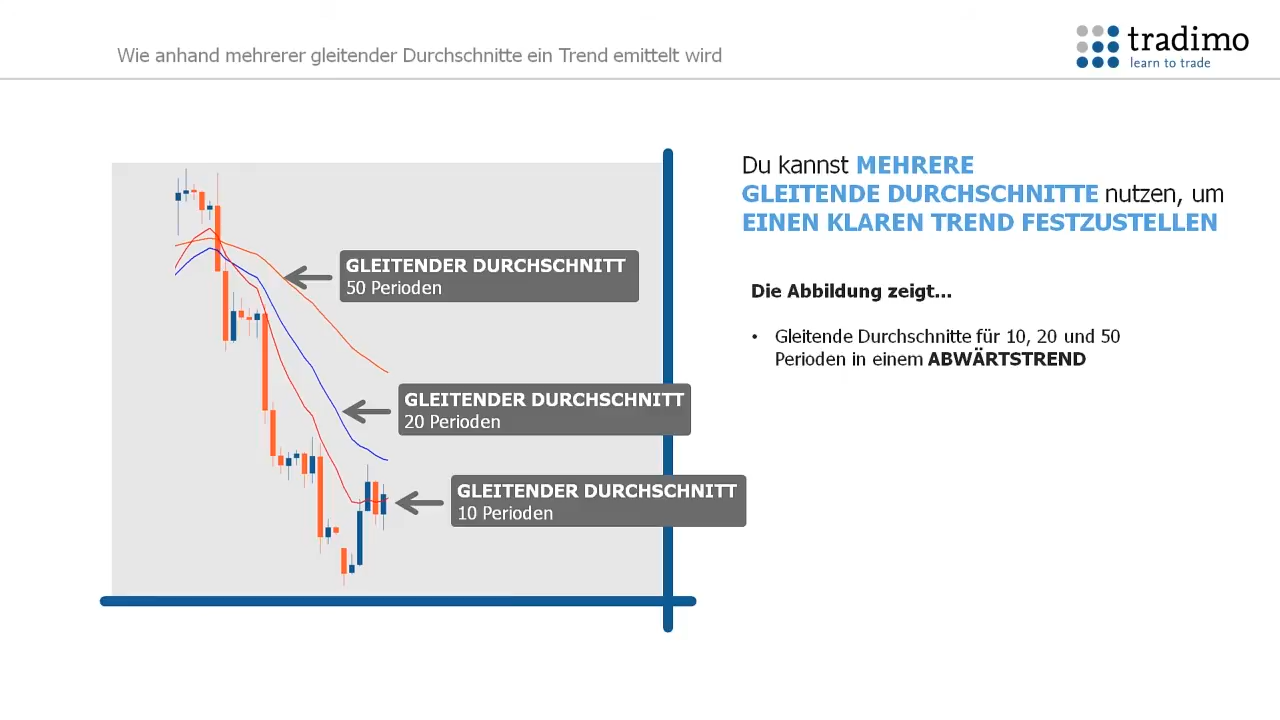 Wie anhand mehrerer gleitender Durchschnitte ein Trend emittelt wird
tradimo
learn to trade
Du kannst MEHRERE
GLEITENDE DURCHSCHNITTE nutzen, um
EINEN KLAREN TREND FESTZUSTELLEN
Die Abbildung zeigt...
• Gleitende Durchschnitte für 10, 20 und 50
Perioden in einem ABWÄRTSTREND
GLEITENDER DURCHSCHNITT
50 Perioden
GLEITENDER DURCHSCHNITT
20 Perioden
GLEITENDER DURCHSCHNITT
10 Perioden